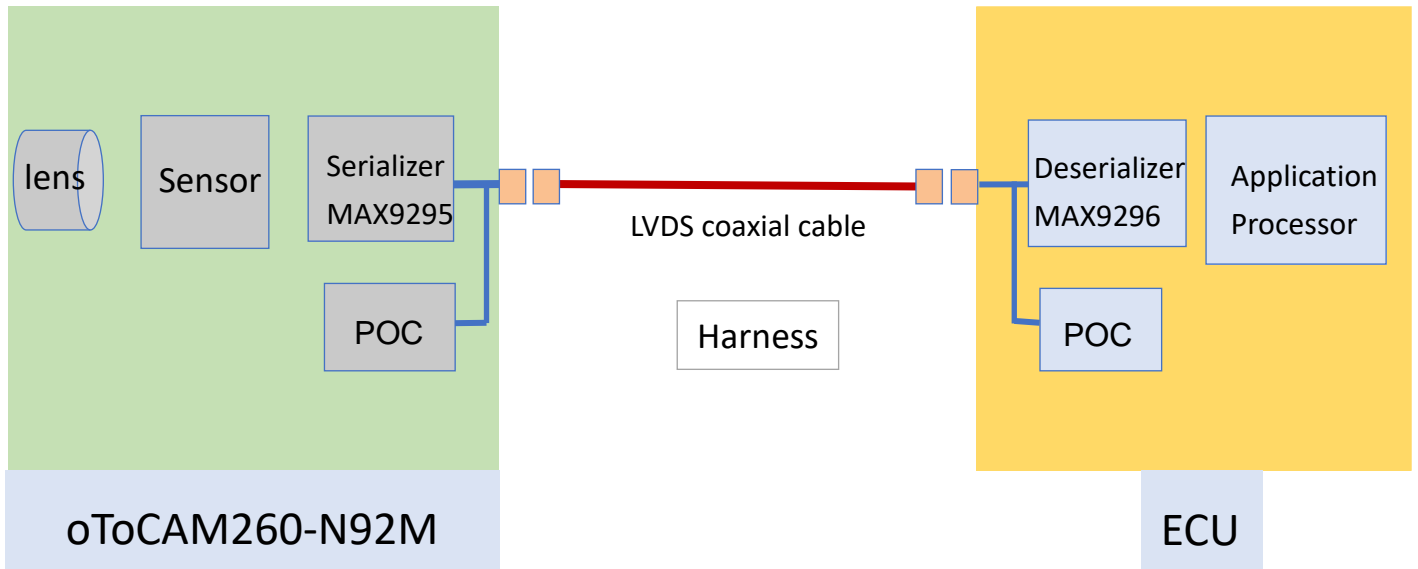 lens
Sensor
Serializer
MAX9295
POC
LVDS coaxial cable
Harness
Deserializer
MAX9296
Application
Processor
POC
oToCAM260-N92M
ECU